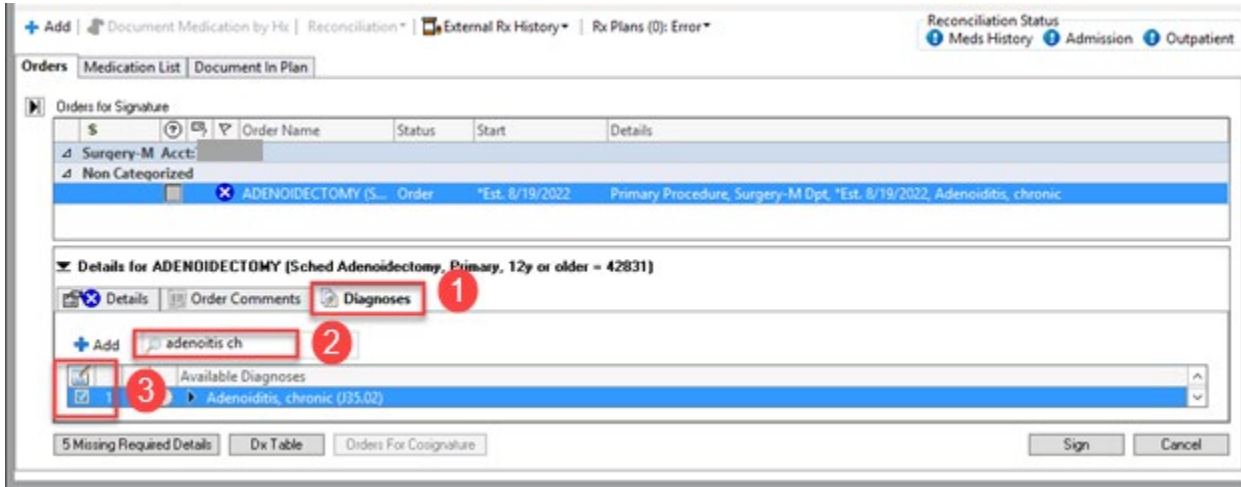 Add | Document Medication by Hx | Reconciliation | External Rx History | Rx Plans (0): Error
Reconciliation Status
Meds History Admission Outpatient
Orders Medication List Document In Plan
Orders for Signature
$ Order Name Status Start Details
Surgery-M Acct:
Non Categorized
ADENOIDECTOMY (S... Order *Est. 8/19/2022 Primary Procedure, Surgery-M Dpt, *Est. 8/19/2022, Adenoiditis, chronic
Details for ADENOIDECTOMY (Sched Adenoidectomy, Primary, 12y or older = 42831)
Details Order Comments Diagnoses 1
Add adenoitis ch 2
Available Diagnoses
1 3 Adenoiditis, chronic (J35.02)
5 Missing Required Details Dx Table Orders For Cosignature Sign Cancel